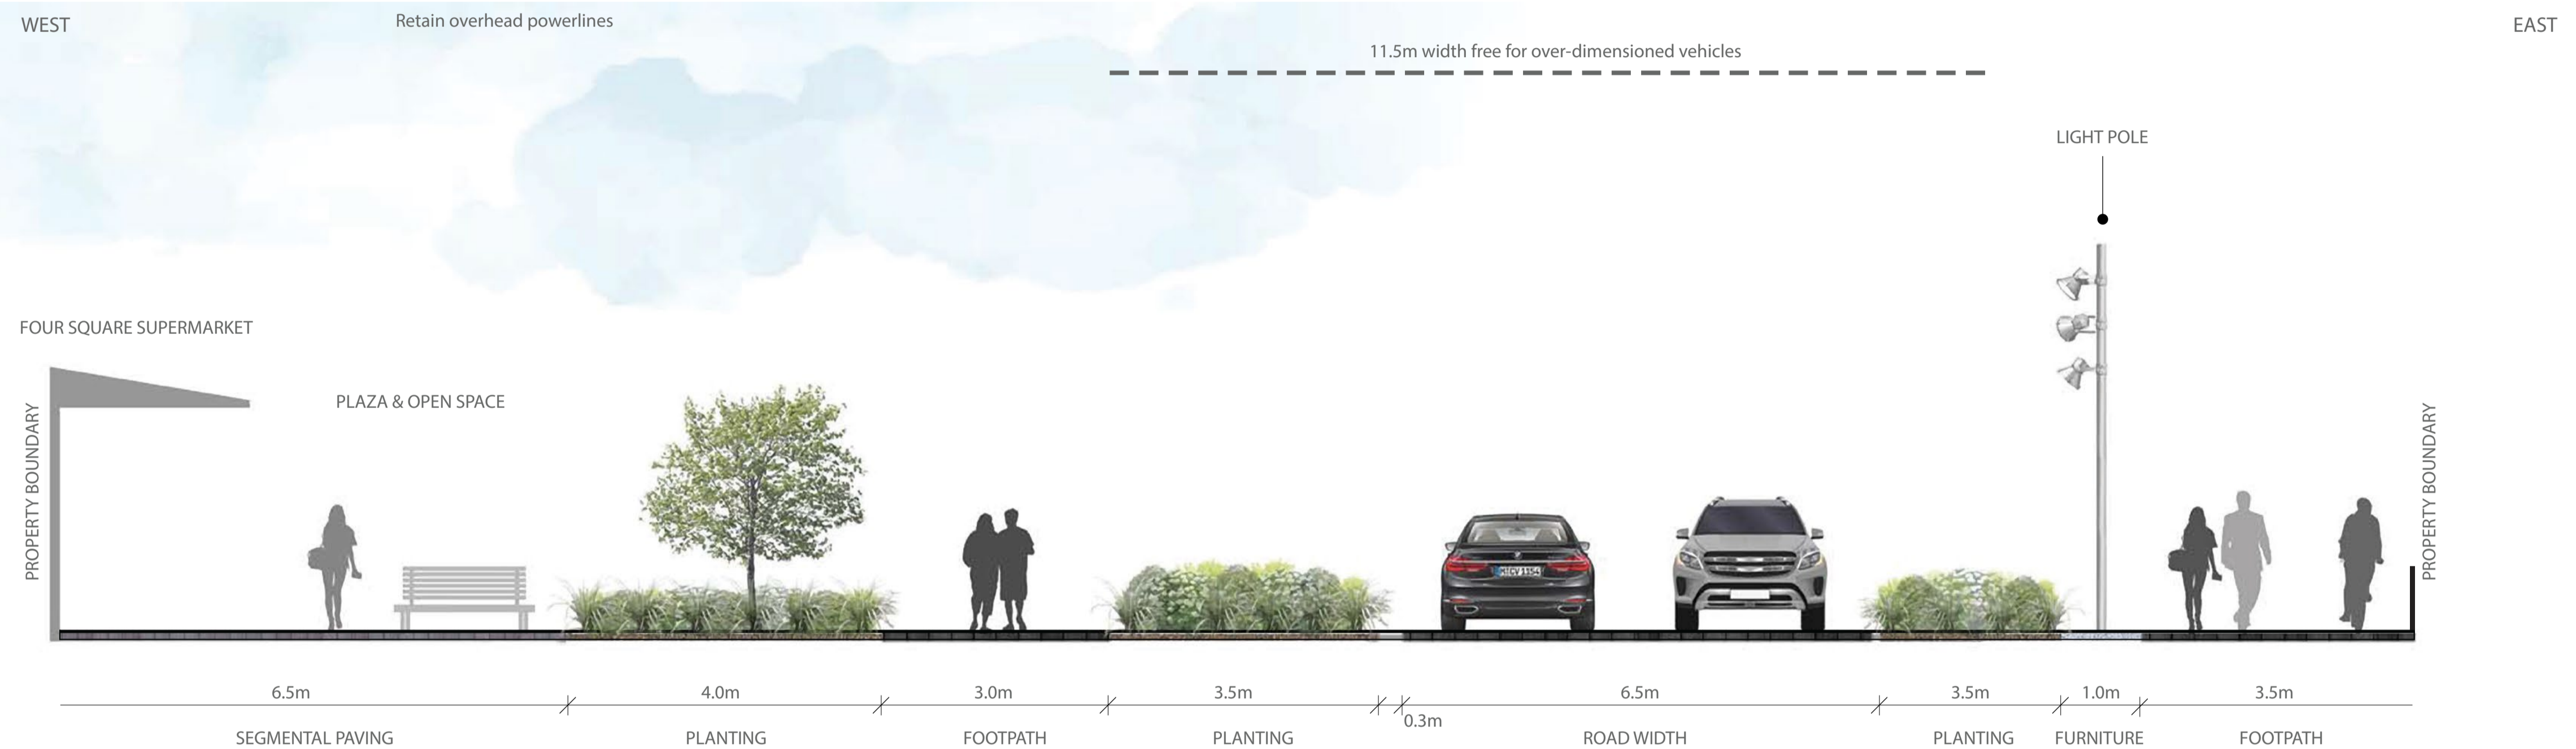 WEST
Retain overhead powerlines
EAST
11.5m width free for over-dimensioned vehicles
LIGHT POLE
FOUR SQUARE SUPERMARKET
PLAZA & OPEN SPACE
PROPERTY BOUNDARY
PROPERTY BOUNDARY
M:CV 1154
6.5m
4.0m
3.0m
3.5m
0.3m
6.5m
3.5m
1.0m
3.5m
SEGMENTAL PAVING
PLANTING
FOOTPATH
PLANTING
ROAD WIDTH
PLANTING
FURNITURE
FOOTPATH